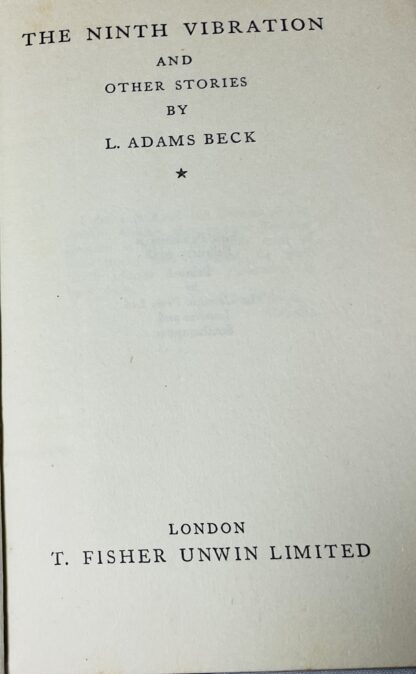 THE NINTH VIBRATION
AND
OTHER STORIES
BY
L. ADAMS BECK
LONDON
T. FISHER UNWIN LIMITED